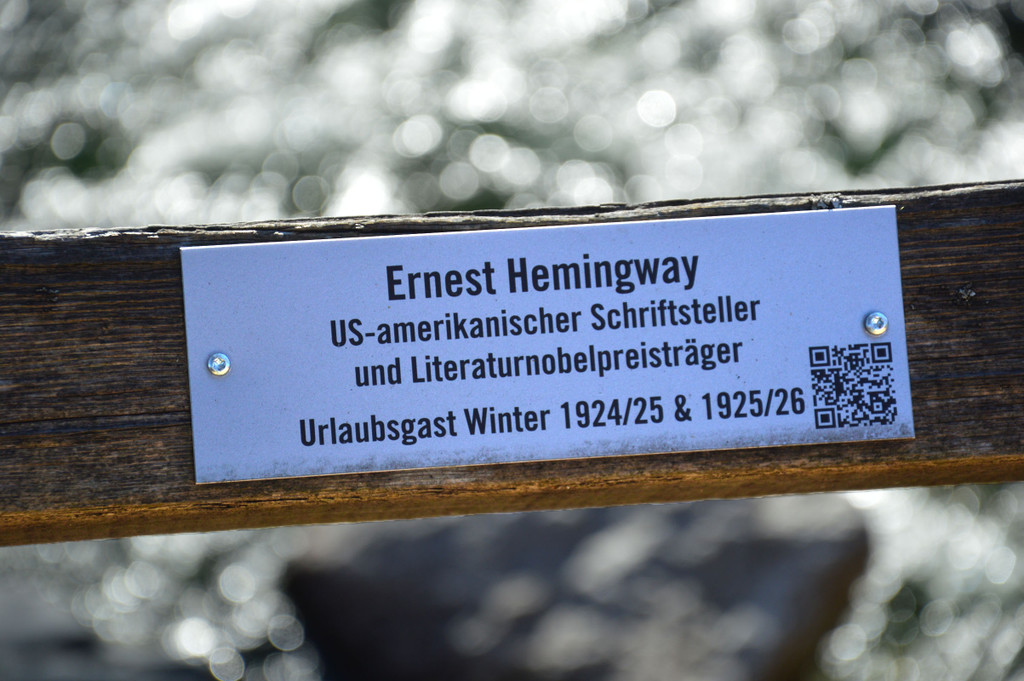 Ernest Hemingway
US-amerikanischer Schriftsteller
und Literaturnobelpreisträger
Urlaubsgast Winter 1924/25 & 1925/26